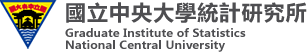 國立中央大學統計研究所
Graduate Institute of Statistics
National Central University